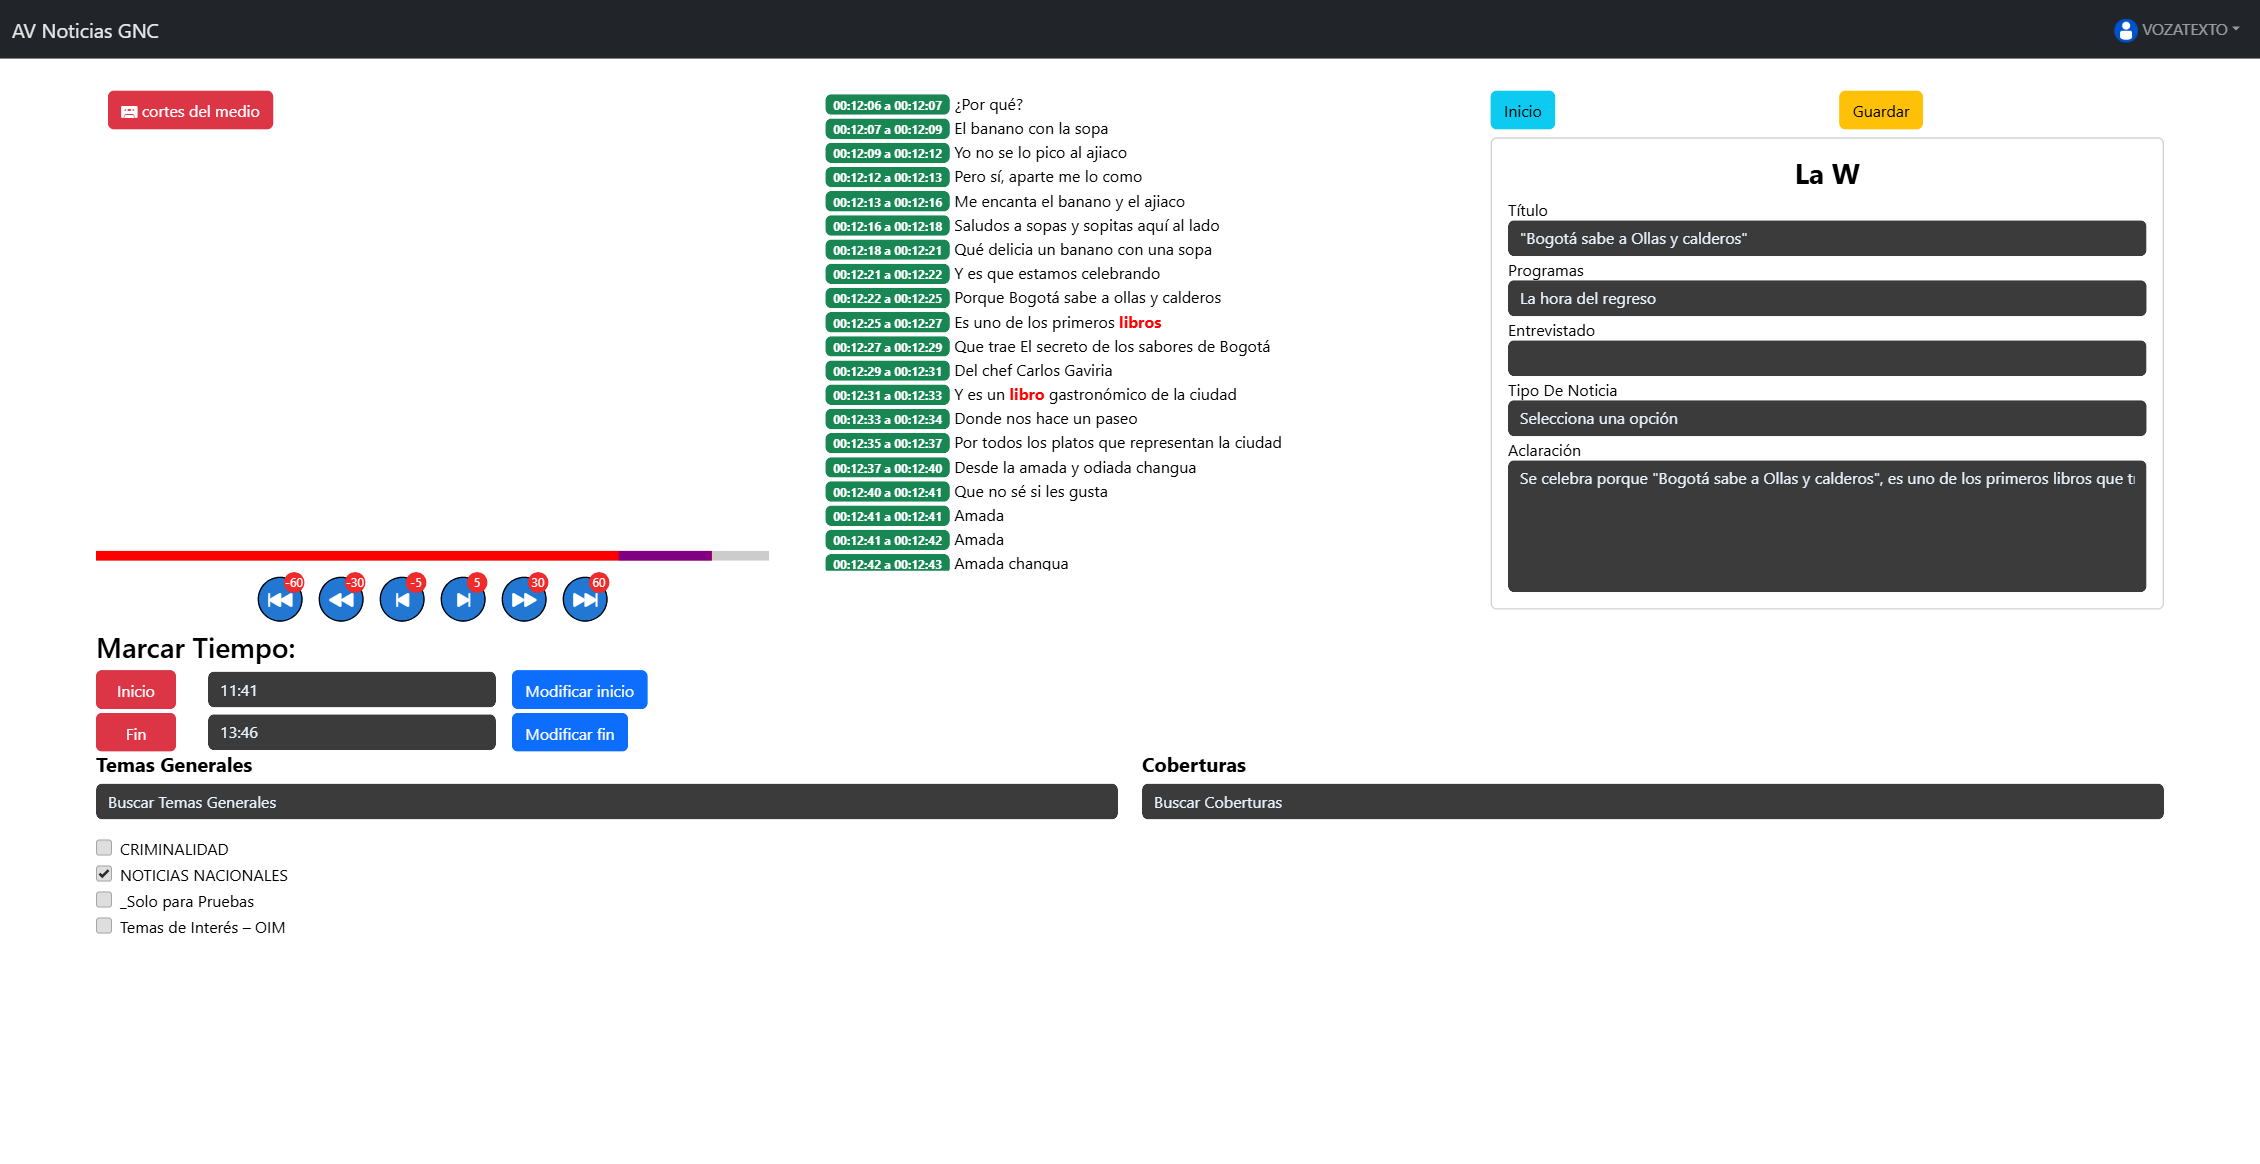 AV Noticias GNC
VOZATEXTO
cortes del medio
00:12:06 a 00:12:07 ¿Por qué?
00:12:07 a 00:12:09 El banano con la sopa
00:12:09 a 00:12:12 Yo no se lo pico al ajiaco
00:12:12 a 00:12:13 Pero sí, aparte me lo como
00:12:13 a 00:12:16 Me encanta el banano y el ajiaco
00:12:16 a 00:12:18 Saludos a sopas y sopitas aquí al lado
00:12:18 a 00:12:21 Qué delicia un banano con una sopa
00:12:21 a 00:12:22 Y es que estamos celebrando
00:12:22 a 00:12:25 Porque Bogotá sabe a ollas y calderos
00:12:25 a 00:12:27 Es uno de los primeros libros
00:12:27 a 00:12:29 Que trae El secreto de los sabores de Bogotá
00:12:29 a 00:12:31 Del chef Carlos Gaviria
00:12:31 a 00:12:33 Y es un libro gastronómico de la ciudad
00:12:33 a 00:12:34 Donde nos hace un paseo
00:12:35 a 00:12:37 Por todos los platos que representan la ciudad
00:12:37 a 00:12:40 Desde la amada y odiada changua
00:12:40 a 00:12:41 Que no sé si les gusta
00:12:41 a 00:12:41 Amada
00:12:41 a 00:12:42 Amada
00:12:42 a 00:12:43 Amada changua
Inicio
Guardar
La W
Título
"Bogotá sabe a Ollas y calderos"
Programas
La hora del regreso
Entrevistado
Tipo De Noticia
Selecciona una opción
Aclaración
Se celebra porque "Bogotá sabe a Ollas y calderos", es uno de los primeros libros que
-60 -30 -5 5 30 60
Marcar Tiempo:
Inicio 11:41 Modificar inicio
Fin 13:46 Modificar fin
Temas Generales
Buscar Temas Generales
CRIMINALIDAD
NOTICIAS NACIONALES
_Solo para Pruebas
Temas de Interés – OIM
Coberturas
Buscar Coberturas